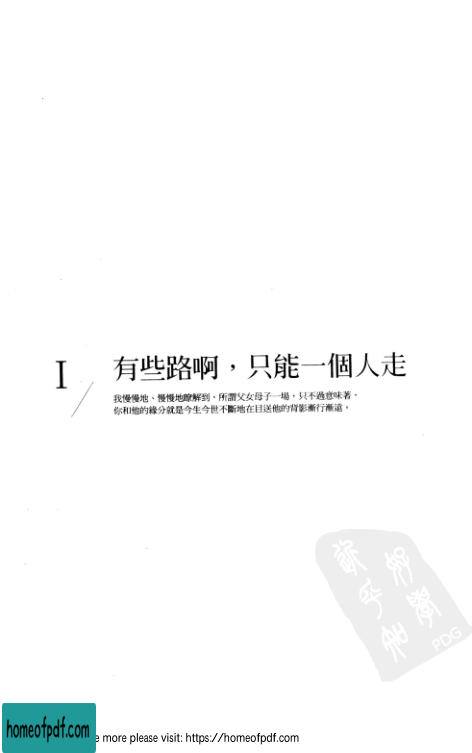 I
有些路啊，只能一個人走
我慢慢地、慢慢地瞭解到，所謂父女母子一場，只不過意味著，
你和他的緣分就是今生今世不斷地在目送他的背影漸行漸遠。
PDG
homeofpdf.com
e more please visit: https://homeofpdf.com